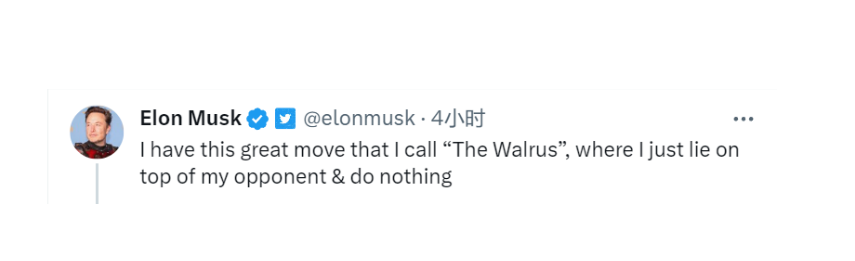 Elon Musk @elonmusk · 4小时
I have this great move that I call “The Walrus”, where I just lie on
top of my opponent & do nothing